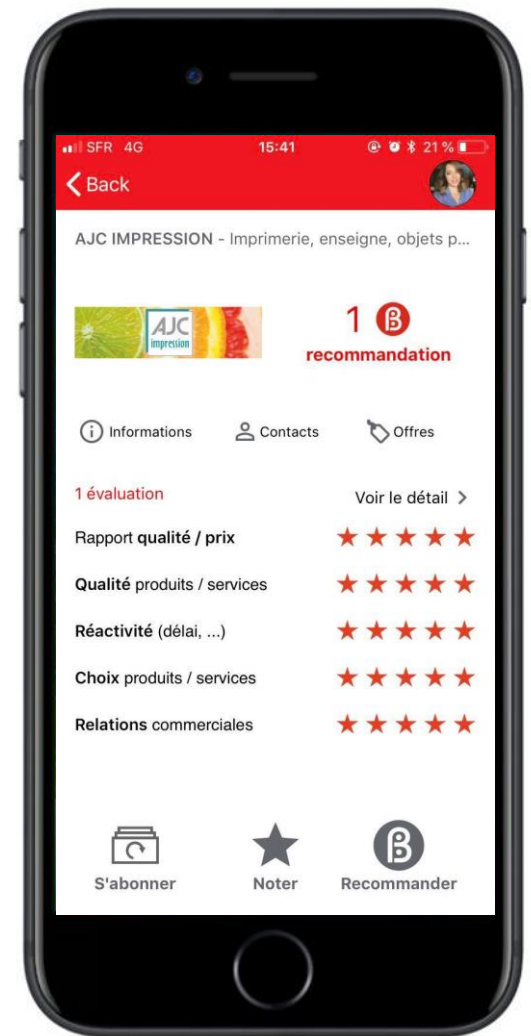 SFR 4G 15:41 21 %
Back
AJC IMPRESSION - Imprimerie, enseigne, objets p...
AJC
impression
1 β
recommandation
Informations Contacts Offres
1 évaluation Voir le détail >
Rapport qualité / prix
Qualité produits / services
Réactivité (délai, ...)
Choix produits / services
Relations commerciales
S'abonner Noter Recommander